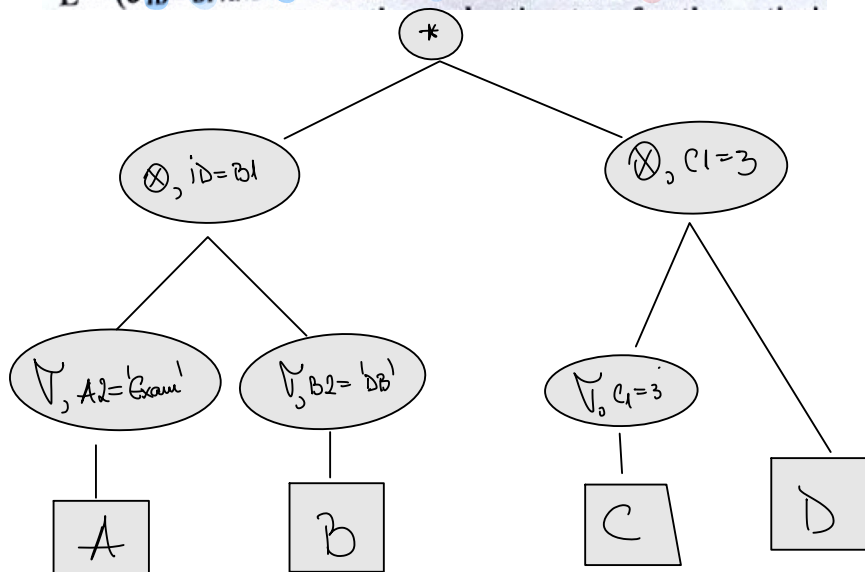 *
⊗, iD=B1
⊗, C1=3
σ, A2='Exam'
σ, B2='DB'
σ, C1=3
A
B
C
D